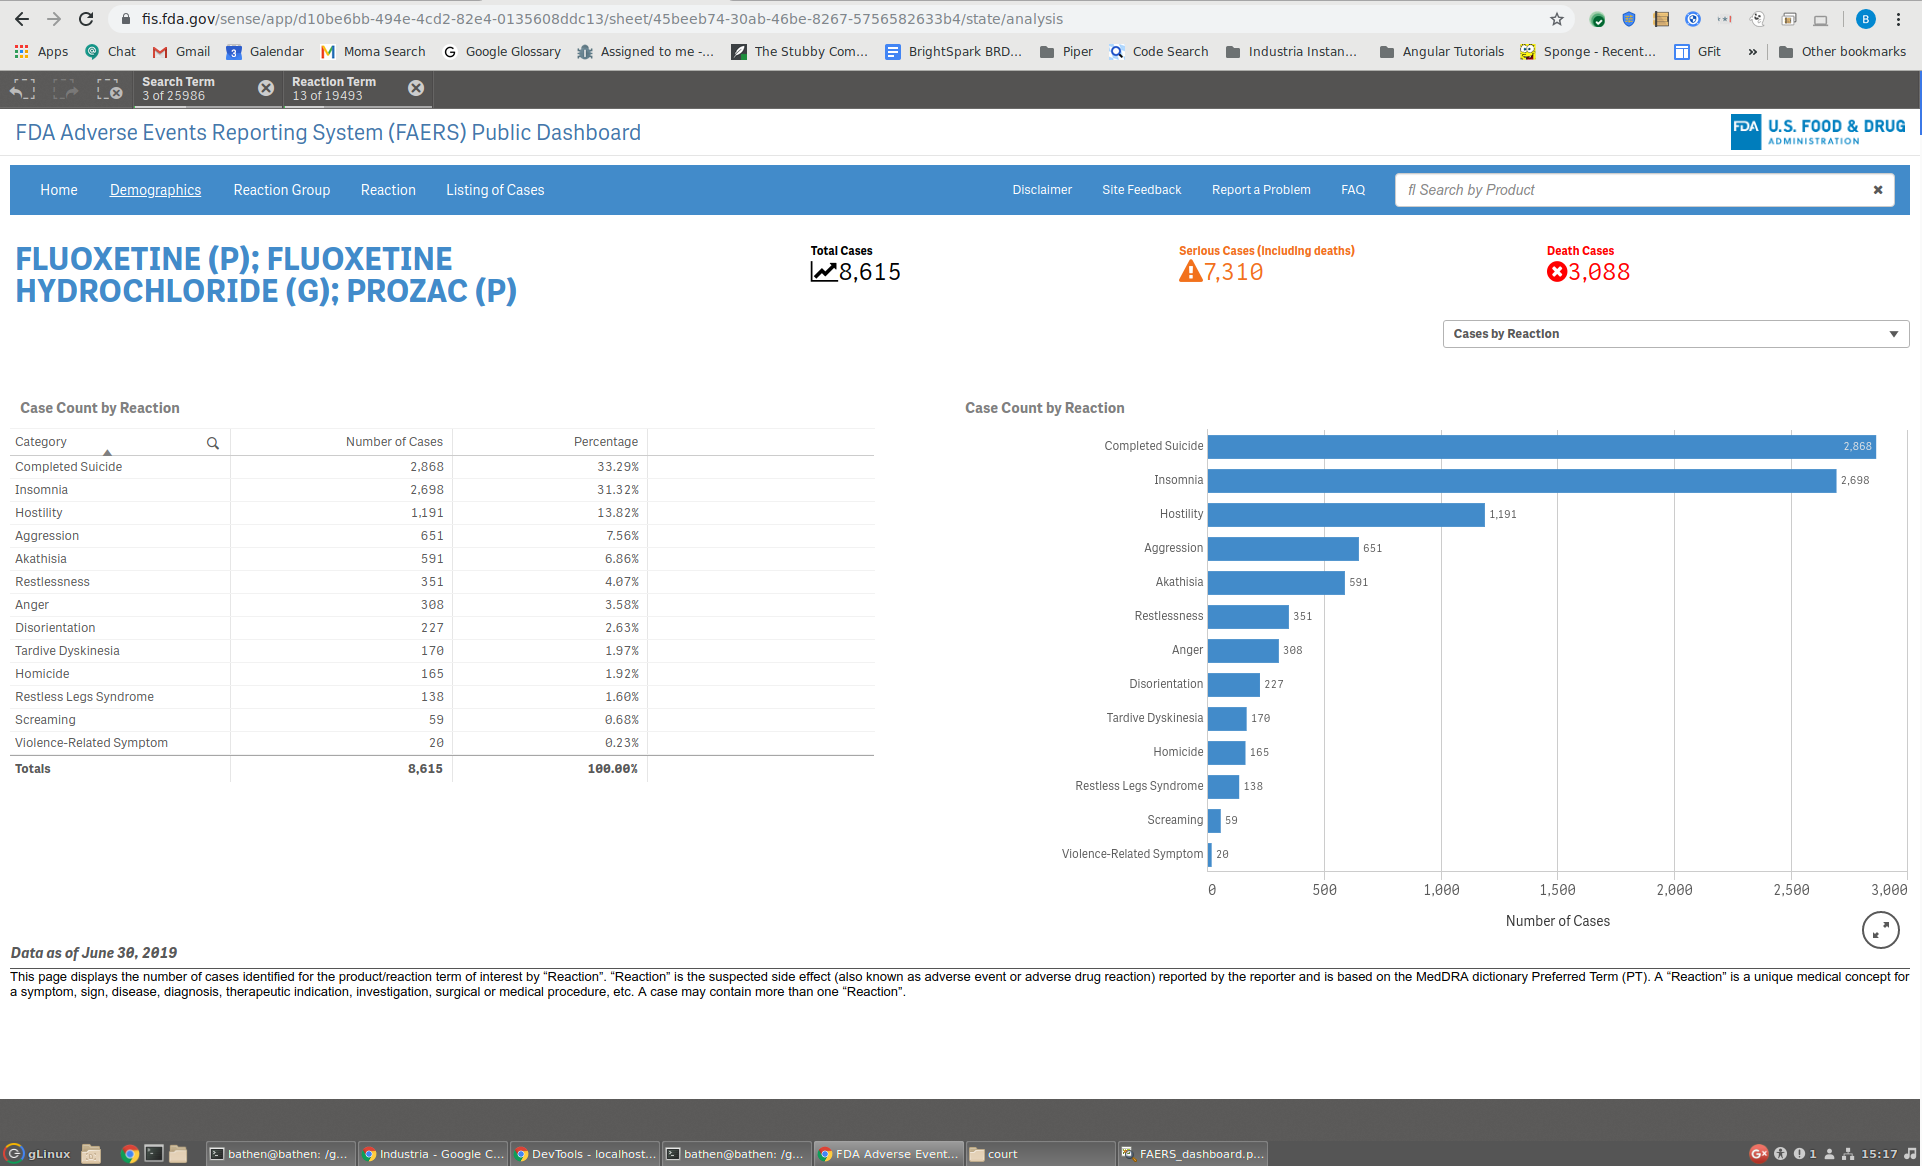 fis.fda.gov/sense/app/d10be6bb-494e-4cd2-82e4-0135608ddc13/sheet/45beeb74-30ab-46be-8267-5756582633b4/state/analysis
B
Apps Chat Gmail Galendar Moma Search Google Glossary Assigned to me -... The Stubby Com... BrightSpark BRD... Piper Code Search Industria Instan... Angular Tutorials Sponge - Recent... GFit » Other bookmarks
Search Term
3 of 25986
Reaction Term
13 of 19493
FDA Adverse Events Reporting System (FAERS) Public Dashboard
FDA U.S. FOOD & DRUG
ADMINISTRATION
Home Demographics Reaction Group Reaction Listing of Cases Disclaimer Site Feedback Report a Problem FAQ fl Search by Product
FLUOXETINE (P); FLUOXETINE
HYDROCHLORIDE (G); PROZAC (P)
Total Cases
8,615
Serious Cases (Including deaths)
7,310
Death Cases
3,088
Cases by Reaction
Case Count by Reaction
Category Number of Cases Percentage
Completed Suicide 2,868 33.29%
Insomnia 2,698 31.32%
Hostility 1,191 13.82%
Aggression 651 7.56%
Akathisia 591 6.86%
Restlessness 351 4.07%
Anger 308 3.58%
Disorientation 227 2.63%
Tardive Dyskinesia 170 1.97%
Homicide 165 1.92%
Restless Legs Syndrome 138 1.60%
Screaming 59 0.68%
Violence-Related Symptom 20 0.23%
Totals 8,615 100.00%
Case Count by Reaction
Completed Suicide 2,868
Insomnia 2,698
Hostility 1,191
Aggression 651
Akathisia 591
Restlessness 351
Anger 308
Disorientation 227
Tardive Dyskinesia 170
Homicide 165
Restless Legs Syndrome 138
Screaming 59
Violence-Related Symptom 20
0 500 1,000 1,500 2,000 2,500 3,000
Number of Cases
Data as of June 30, 2019
This page displays the number of cases identified for the product/reaction term of interest by “Reaction”. “Reaction” is the suspected side effect (also known as adverse event or adverse drug reaction) reported by the reporter and is based on the MedDRA dictionary Preferred Term (PT). A “Reaction” is a unique medical concept for
a symptom, sign, disease, diagnosis, therapeutic indication, investigation, surgical or medical procedure, etc. A case may contain more than one “Reaction”.
gLinux bathen@bathen: /g... Industria - Google C... DevTools - localhost... bathen@bathen: /g... FDA Adverse Event... court FAERS_dashboard.p... 1 15:17